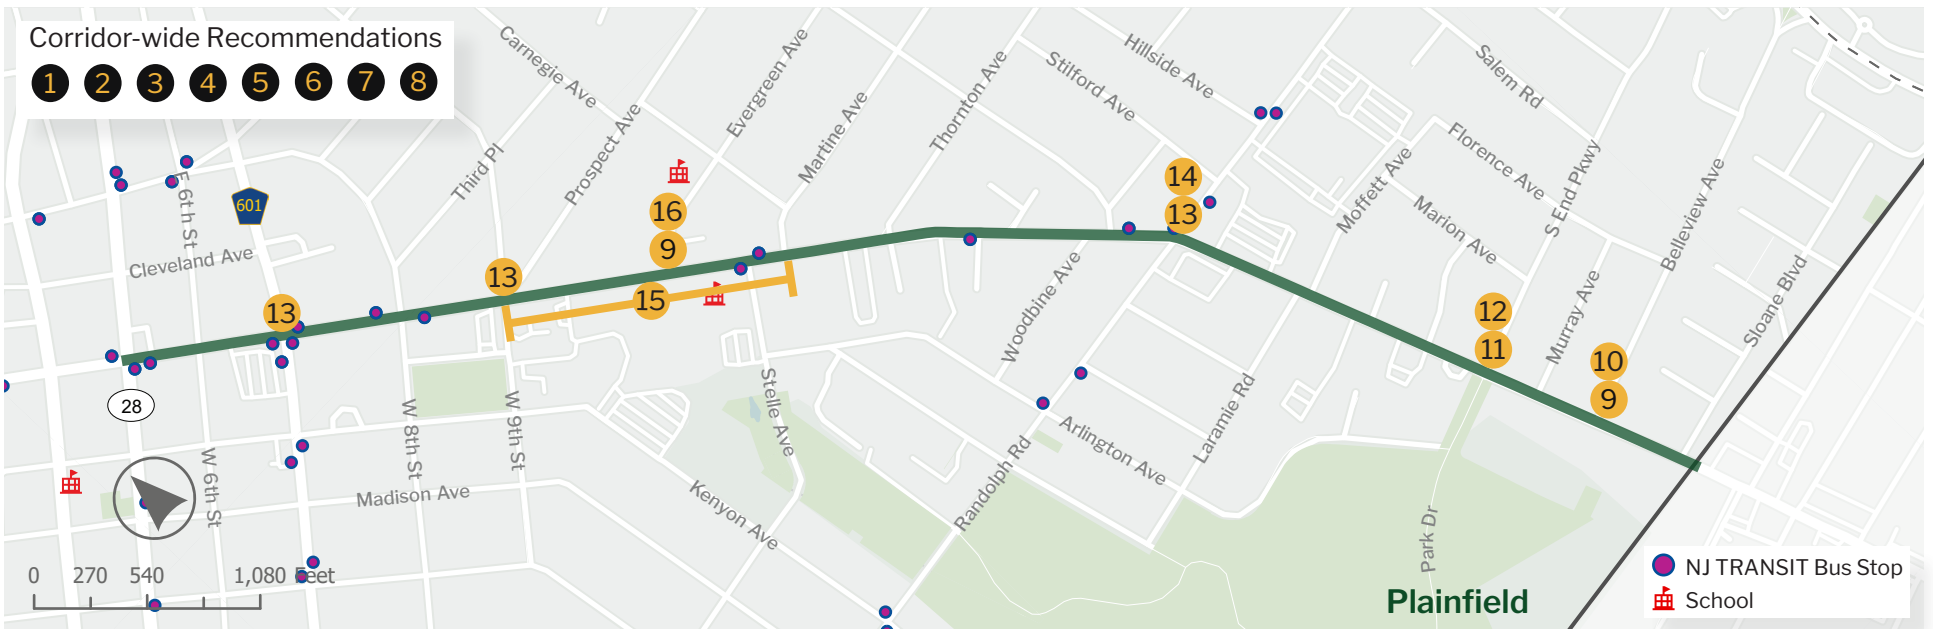 Corridor-wide Recommendations
1 2 3 4 5 6 7 8
Carnegie Ave
Evergreen Ave
Martine Ave
Thornton Ave
Stilford Ave
Hillside Ave
Salem Rd
Florence Ave
S End Pkwy
Belleview Ave
Moffett Ave
Marion Ave
Third Pl
Prospect Ave
E 6th St
601
Cleveland Ave
16
9
14
13
13
13
15
12
11
10
9
Woodbine Ave
Murray Ave
Sloane Blvd
28
Stelle Ave
W 9th St
W 8th St
W 6th St
Madison Ave
Kenyon Ave
Randolph Rd
Arlington Ave
Laramie Rd
Park Dr
0 270 540 1,080 Feet
Plainfield
NJ TRANSIT Bus Stop
School